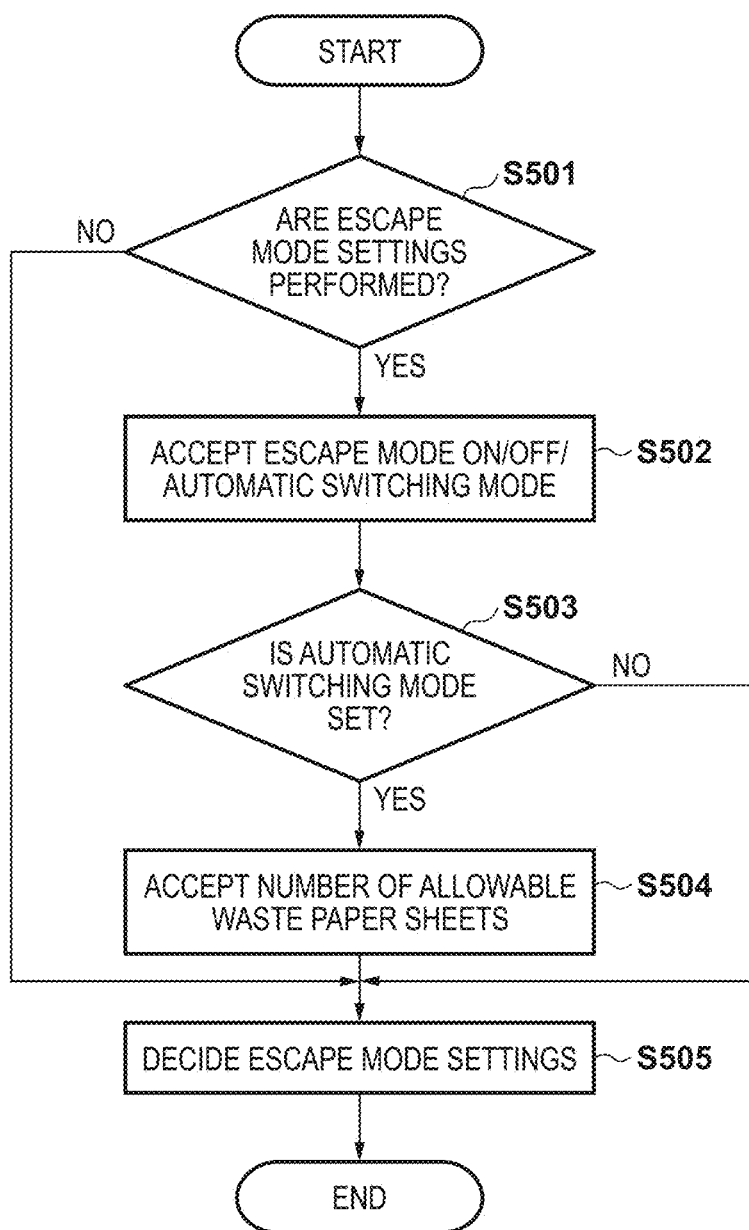 START
S501
ARE ESCAPE
MODE SETTINGS
PERFORMED?
NO
YES
ACCEPT ESCAPE MODE ON/OFF/
AUTOMATIC SWITCHING MODE
S502
S503
IS AUTOMATIC
SWITCHING MODE
SET?
NO
YES
ACCEPT NUMBER OF ALLOWABLE
WASTE PAPER SHEETS
S504
DECIDE ESCAPE MODE SETTINGS
S505
END